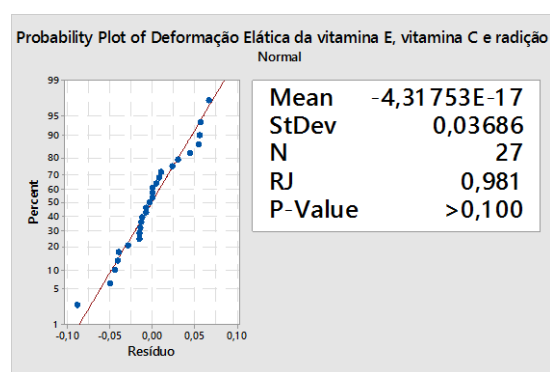 Probability Plot of Deformação Elática da vitamina E, vitamina C e radição
Normal
99
95
90
80
70
60
50
40
30
20
10
5
1
Percent
-0,10 -0,05 0,00 0,05 0,10
Resíduo
Mean -4,31753E-17
StDev 0,03686
N 27
RJ 0,981
P-Value >0,100